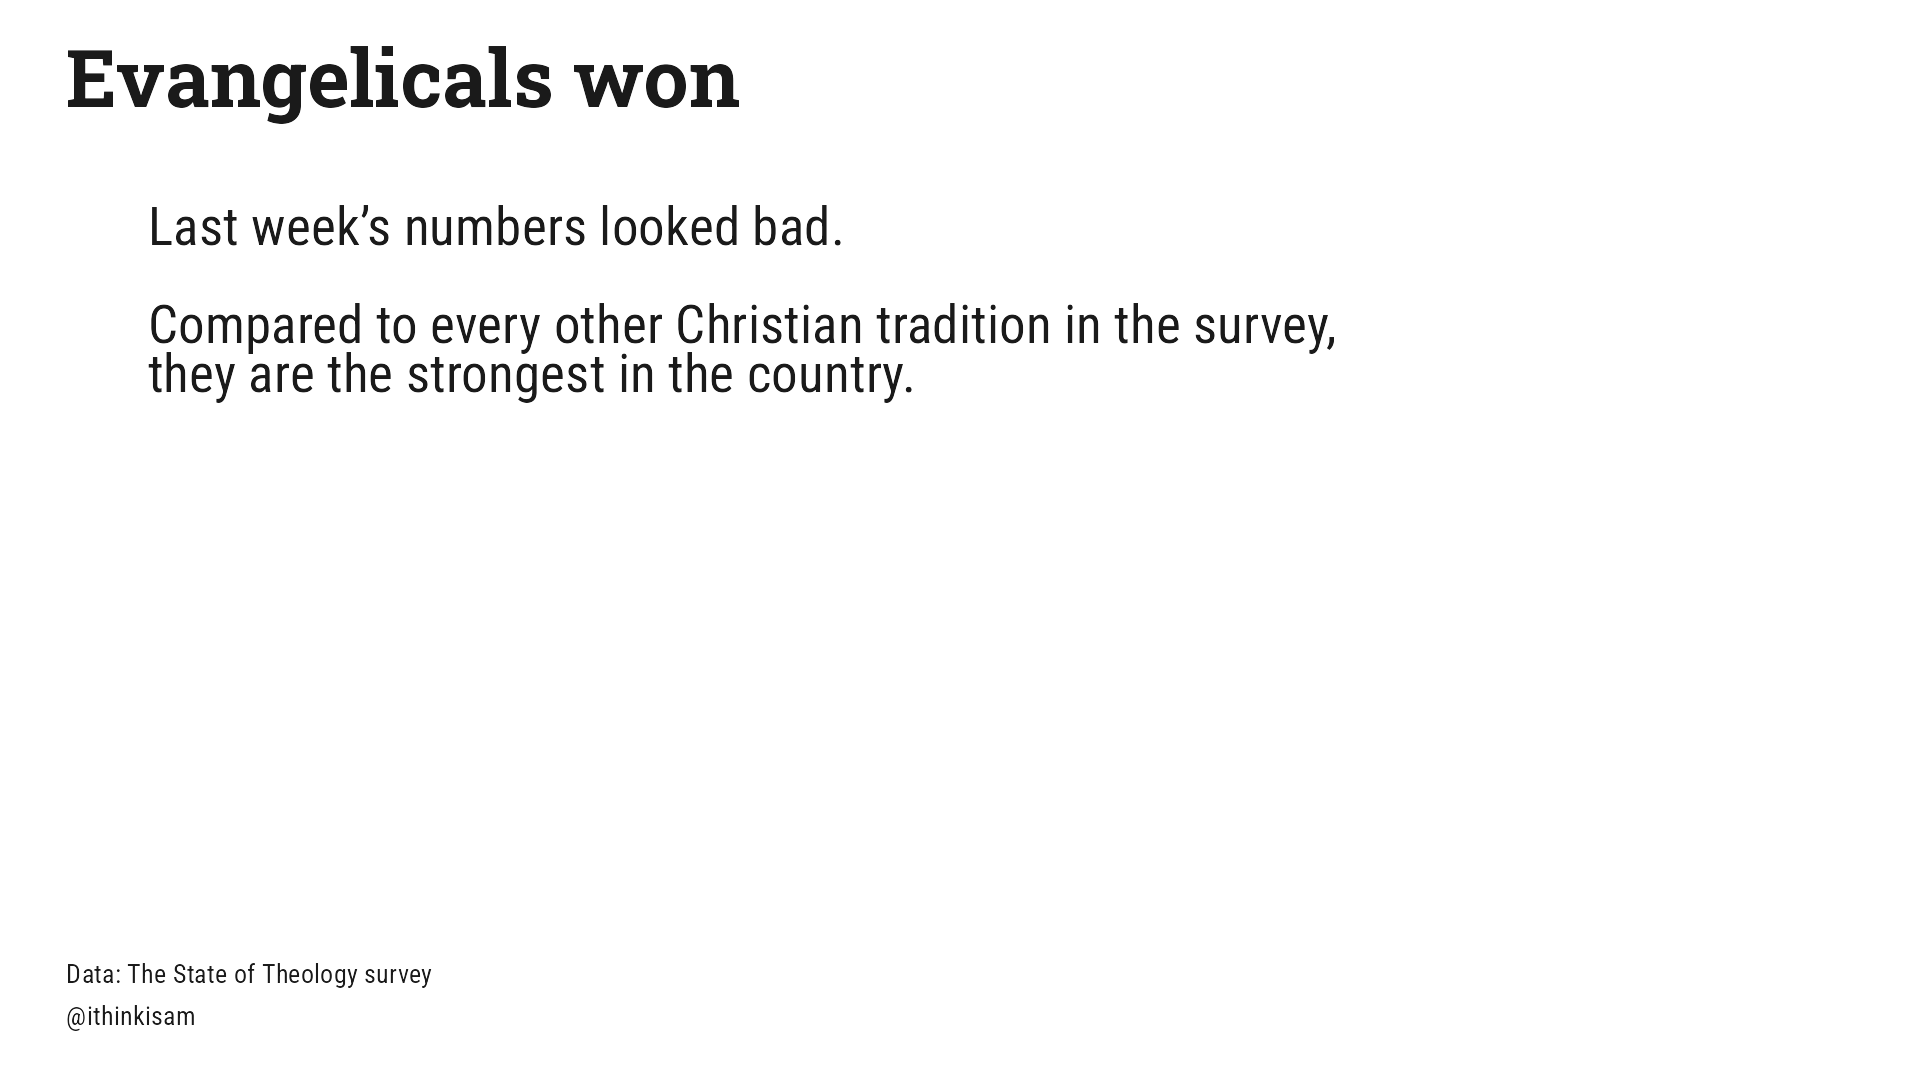 Evangelicals won
Last week’s numbers looked bad.
Compared to every other Christian tradition in the survey,
they are the strongest in the country.
Data: The State of Theology survey
@ithinkisam